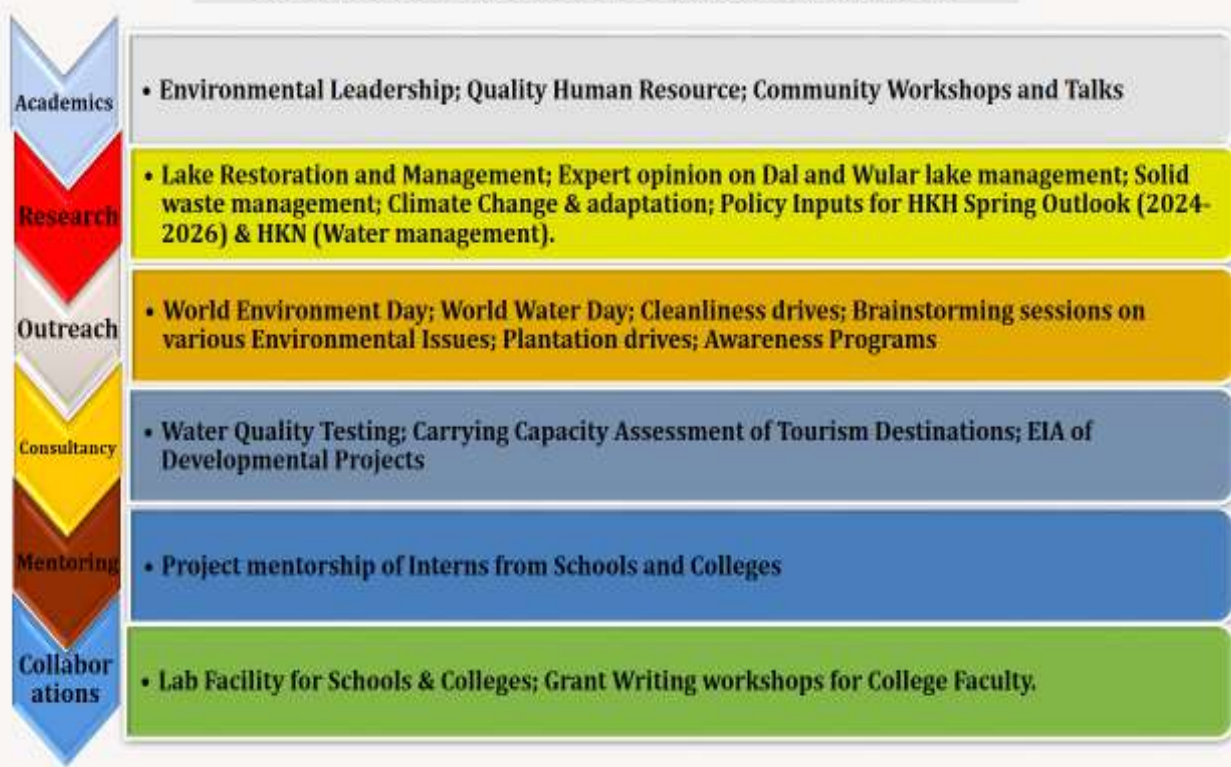 Academics
• Environmental Leadership; Quality Human Resource; Community Workshops and Talks
Research
• Lake Restoration and Management; Expert opinion on Dal and Wular lake management; Solid
waste management; Climate Change & adaptation; Policy Inputs for HKH Spring Outlook (2024-
2026) & HKN (Water management).
Outreach
• World Environment Day; World Water Day; Cleanliness drives; Brainstorming sessions on
various Environmental Issues; Plantation drives; Awareness Programs
Consultancy
• Water Quality Testing; Carrying Capacity Assessment of Tourism Destinations; EIA of
Developmental Projects
Mentoring
• Project mentorship of Interns from Schools and Colleges
Collabor
ations
• Lab Facility for Schools & Colleges; Grant Writing workshops for College Faculty.